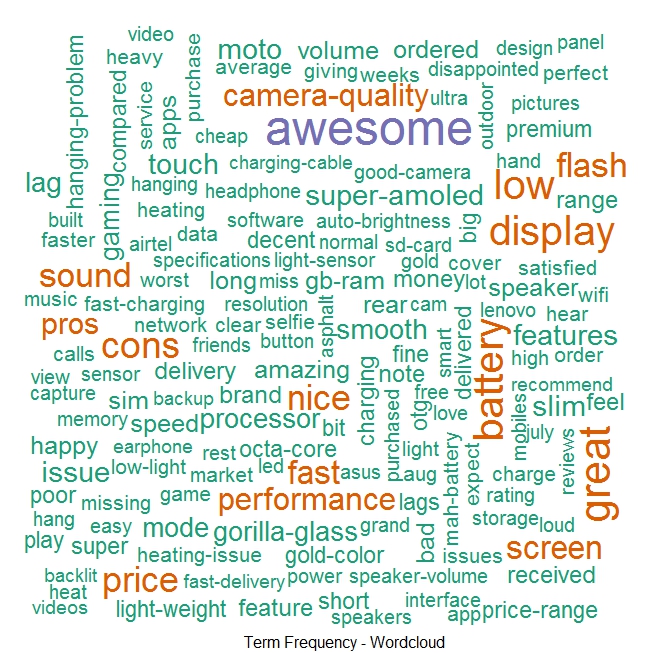 video
heavy
moto
volume
ordered
design
panel
average
giving
weeks
disappointed
perfect
hanging-problem
compared
service
apps
purchase
camera-quality
ultra
outdoor
pictures
cheap
awesome
premium
touch
charging-cable
good-camera
hand
flash
lag
hanging
headphone
super-amoled
low
range
gaming
heating
built
software
auto-brightness
big
display
faster
airtel
data
decent
normal
sd-card
specifications
light-sensor
gold
cover
satisfied
sound
worst
long
miss
gb-ram
money
lot
speaker
wifi
music
fast-charging
resolution
asphalt
rear
cam
lenovo
hear
pros
network
clear
selfie
smooth
smart
delivered
battery
features
calls
cons
friends
button
fine
high
order
view
sensor
delivery
amazing
charging
note
free
recommend
capture
sim
backup
brand
nice
otg
love
mobiles
slim
feel
memory
speed
processor
bit
purchased
july
happy
earphone
rest
octa-core
light
mah-battery
expect
reviews
great
issue
low-light
market
led
fast
asus
aug
charge
poor
missing
game
performance
lags
rating
hang
easy
mode
gorilla-glass
grand
bad
storage
loud
play
super
heating-issue
gold-color
issues
screen
backlit
price
fast-delivery
power
speaker-volume
received
heat
videos
light-weight
feature
short
speakers
interface
app
price-range
Term Frequency - Wordcloud